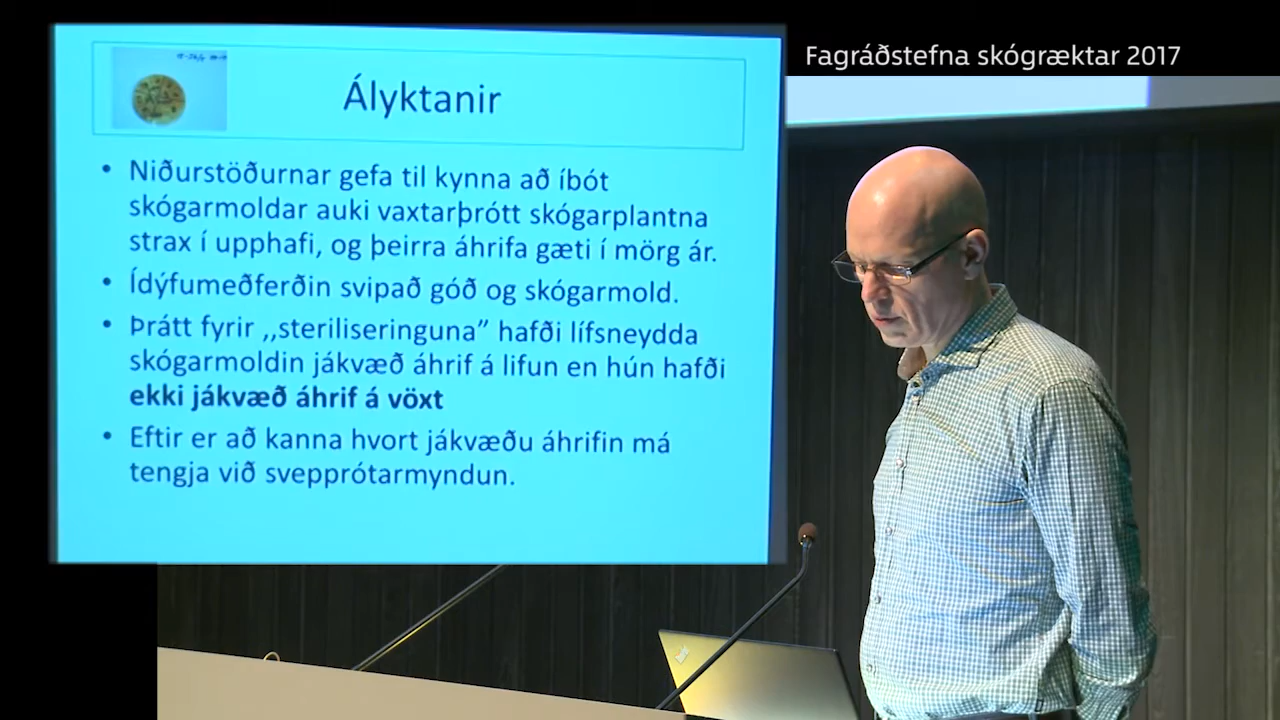 Fagráðstefna skógræktar 2017
Ályktanir
• Niðurstöðurnar gefa til kynna að íbót
skógarmoldar auki vaxtarþrótt skógarplantna
strax í upphafi, og þeirra áhrifa gæti í mörg ár.
• Ídýfumeðferðin svipað góð og skógarmold.
• Þrátt fyrir ,,steriliseringuna” hafði lífsneydda
skógarmoldin jákvæð áhrif á lifun en hún hafði
ekki jákvæð áhrif á vöxt
• Eftir er að kanna hvort jákvæðu áhrifin má
tengja við svepprótarmyndun.